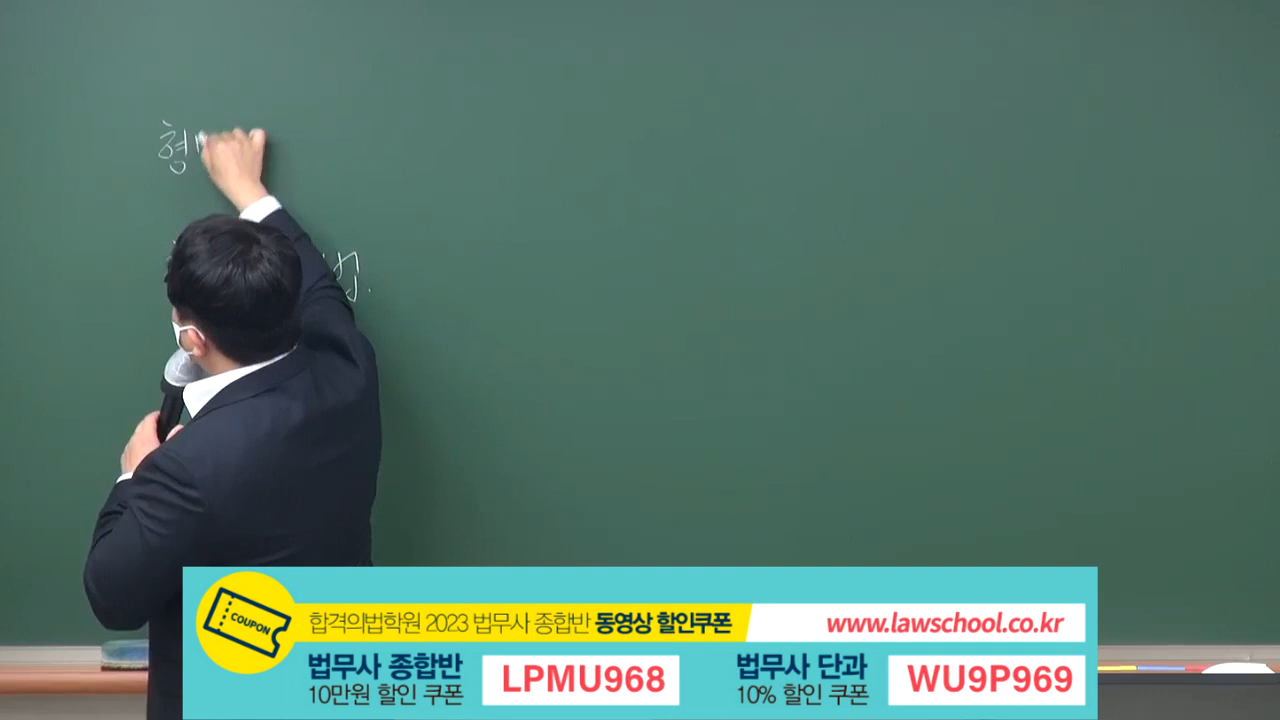 형
법.
COUPON
합격의법학원 2023 법무사 종합반 동영상 할인쿠폰
www.lawschool.co.kr
법무사 종합반
10만원 할인 쿠폰
LPMU968
법무사 단과
10% 할인 쿠폰
WU9P969